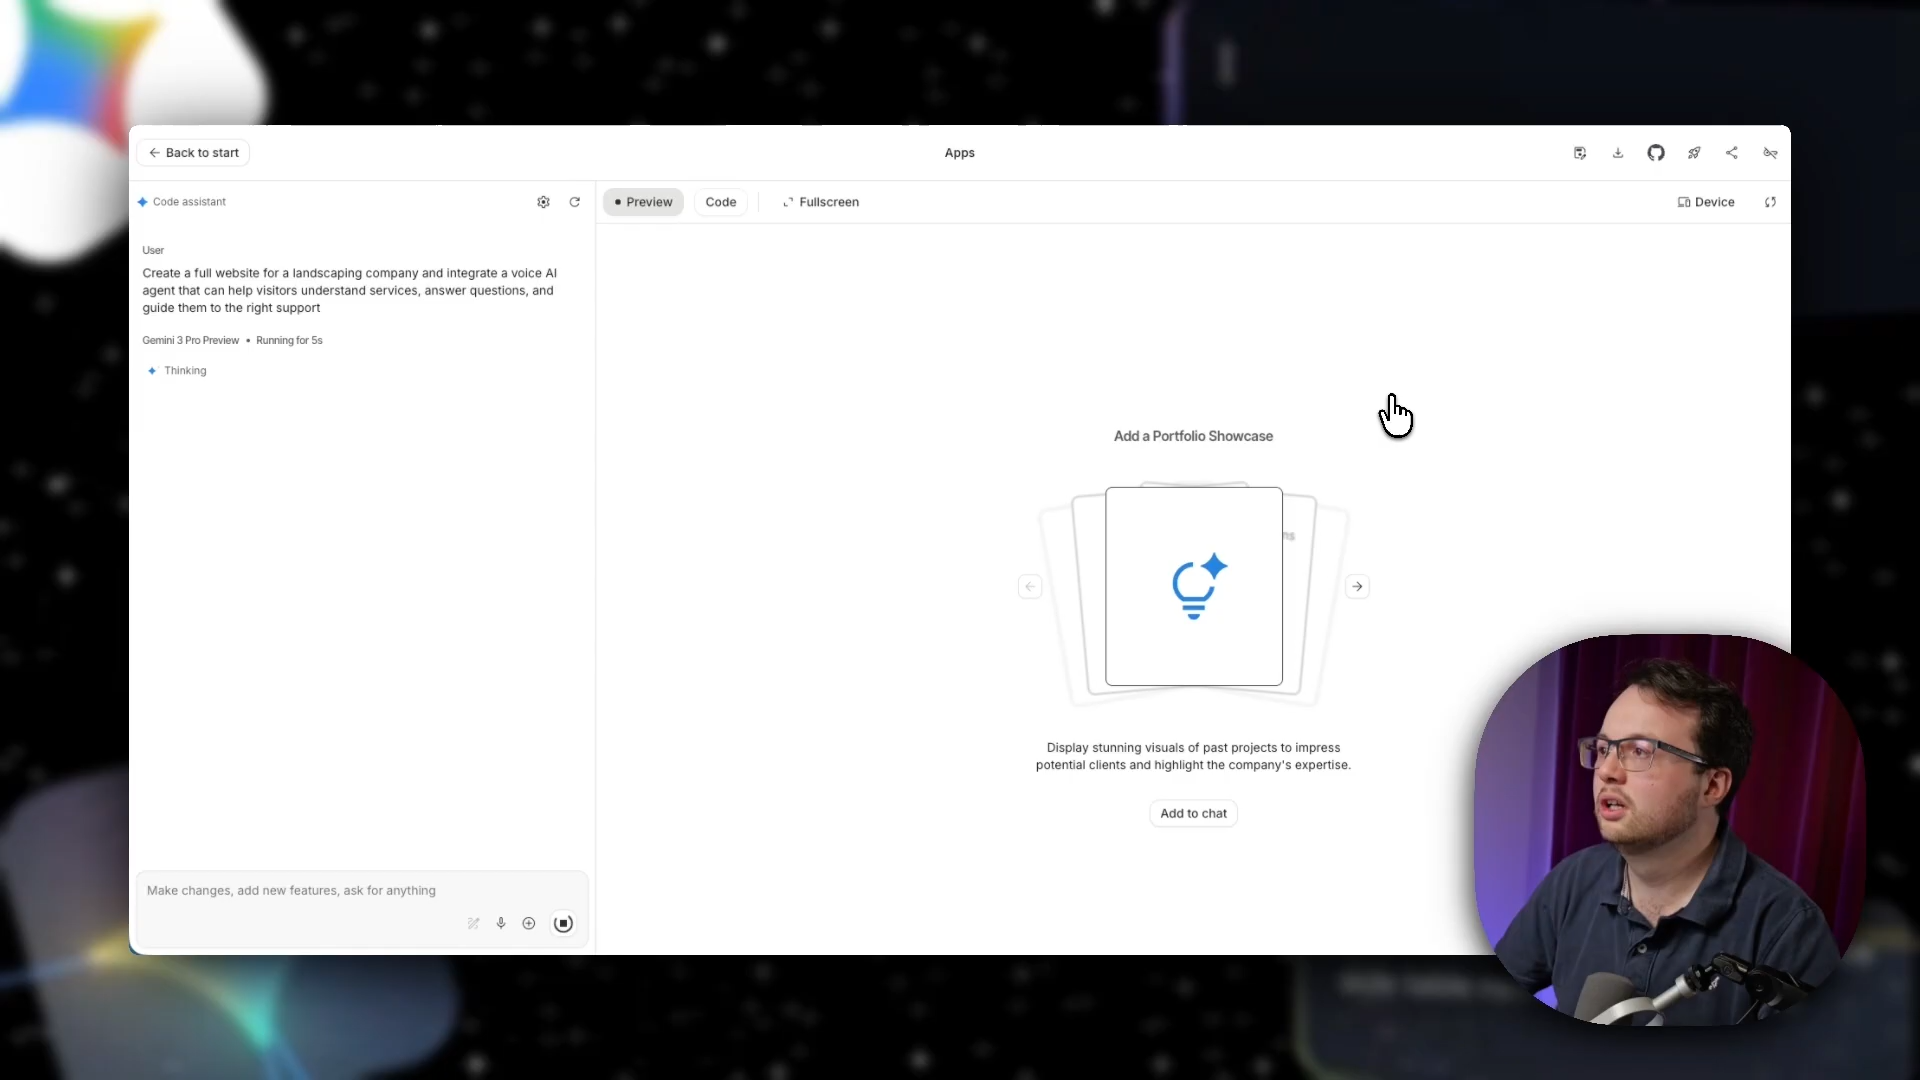 Back to start
Apps
Code assistant
Preview
Code
Fullscreen
Device
User
Create a full website for a landscaping company and integrate a voice AI
agent that can help visitors understand services, answer questions, and
guide them to the right support
Gemini 3 Pro Preview • Running for 5s
Thinking
Add a Portfolio Showcase
Display stunning visuals of past projects to impress
potential clients and highlight the company's expertise.
Add to chat
Make changes, add new features, ask for anything